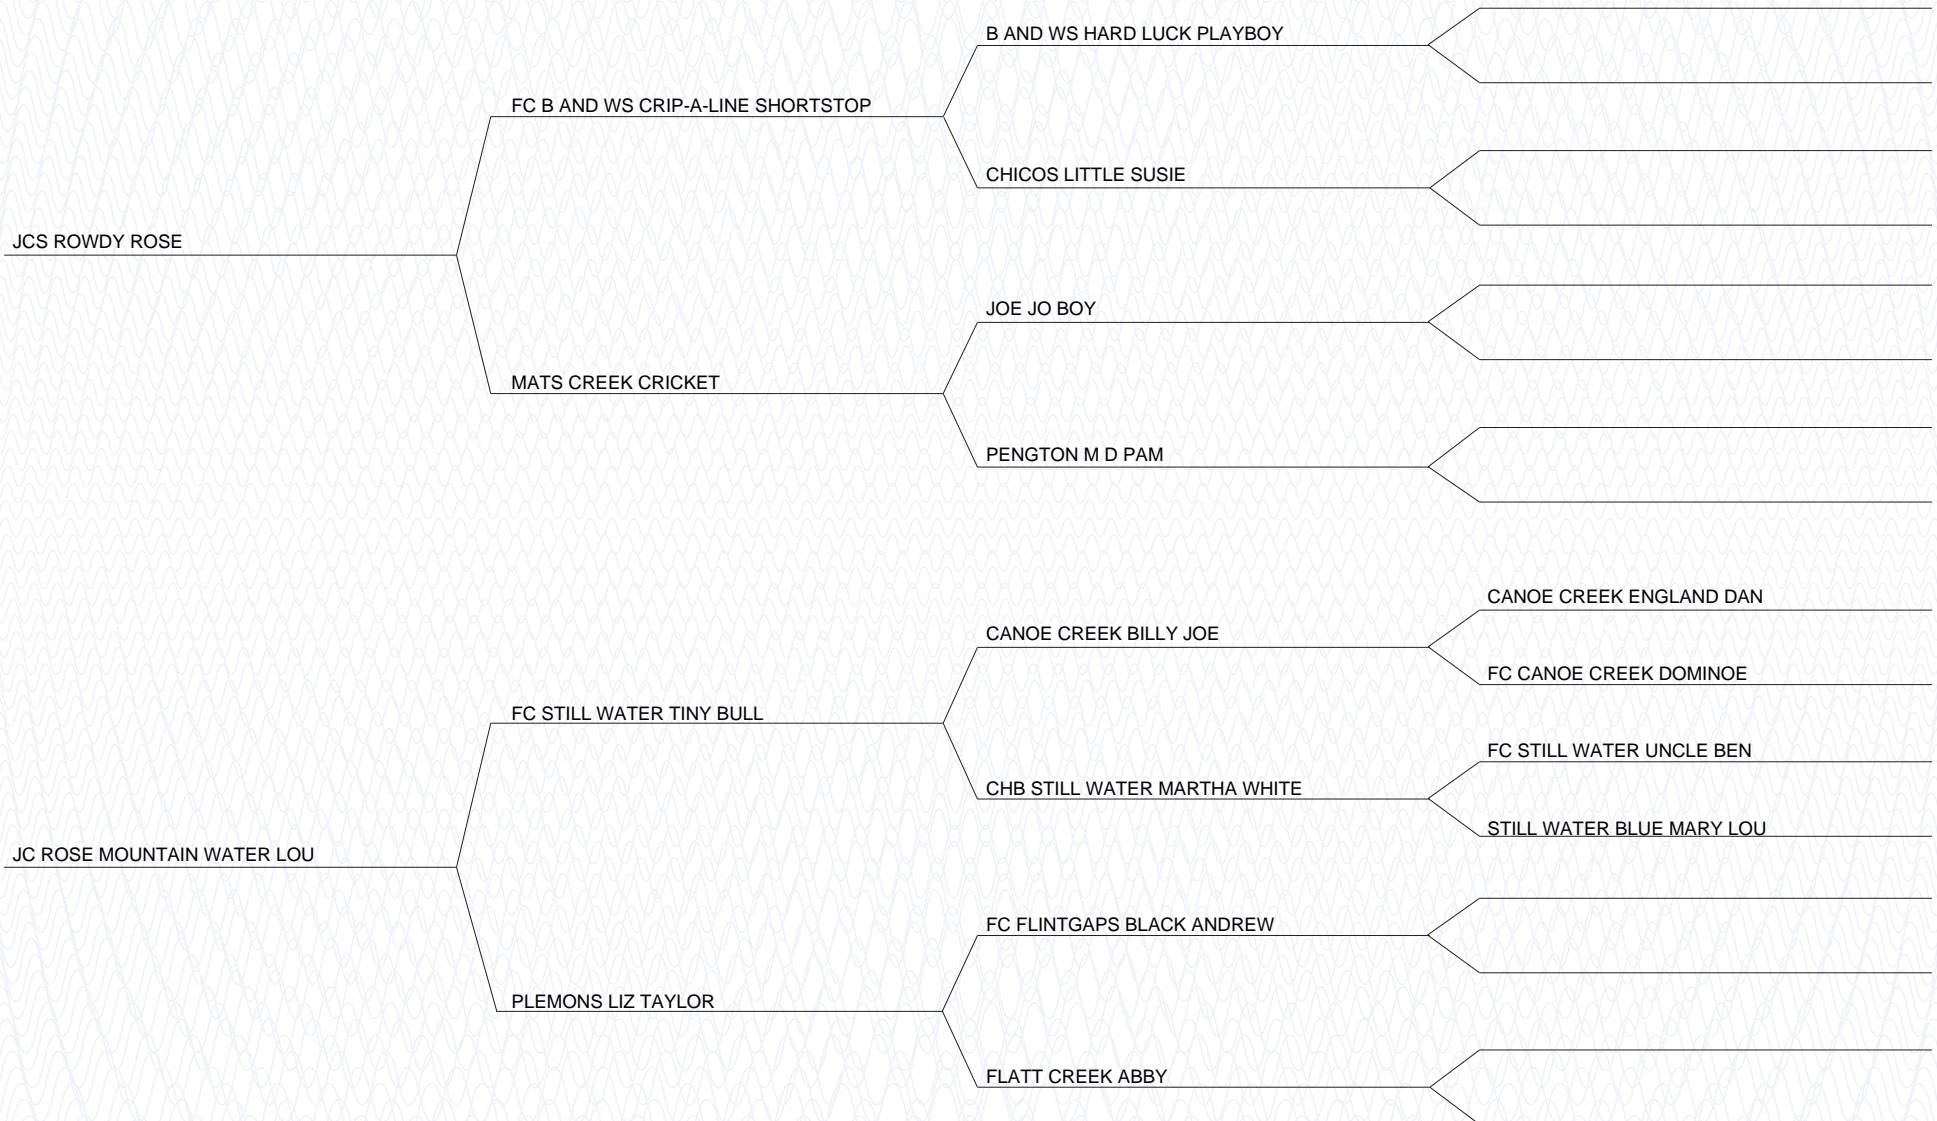 B AND WS HARD LUCK PLAYBOY
FC B AND WS CRIP-A-LINE SHORTSTOP
CHICOS LITTLE SUSIE
JCS ROWDY ROSE
JOE JO BOY
MATS CREEK CRICKET
PENGTON M D PAM
CANOE CREEK ENGLAND DAN
CANOE CREEK BILLY JOE
FC CANOE CREEK DOMINOE
FC STILL WATER TINY BULL
FC STILL WATER UNCLE BEN
CHB STILL WATER MARTHA WHITE
STILL WATER BLUE MARY LOU
JC ROSE MOUNTAIN WATER LOU
FC FLINTGAPS BLACK ANDREW
PLEMONS LIZ TAYLOR
FLATT CREEK ABBY